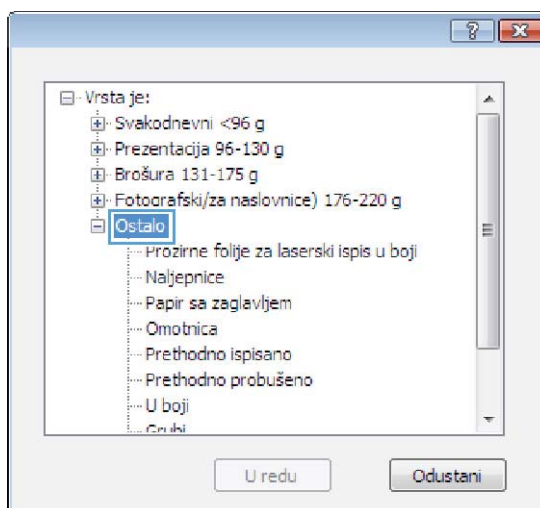 Vrsta je:
Svakodnevni <96 g
Prezentacija 96-130 g
Brošura 131-175 g
Fotografski/za naslovnice) 176-220 g
Ostalo
Prozirne folije za laserski ispis u boji
Naljepnice
Papir sa zaglavljem
Omotnica
Prethodno ispisano
Prethodno probušeno
U boji
Grubi
U redu
Odustani